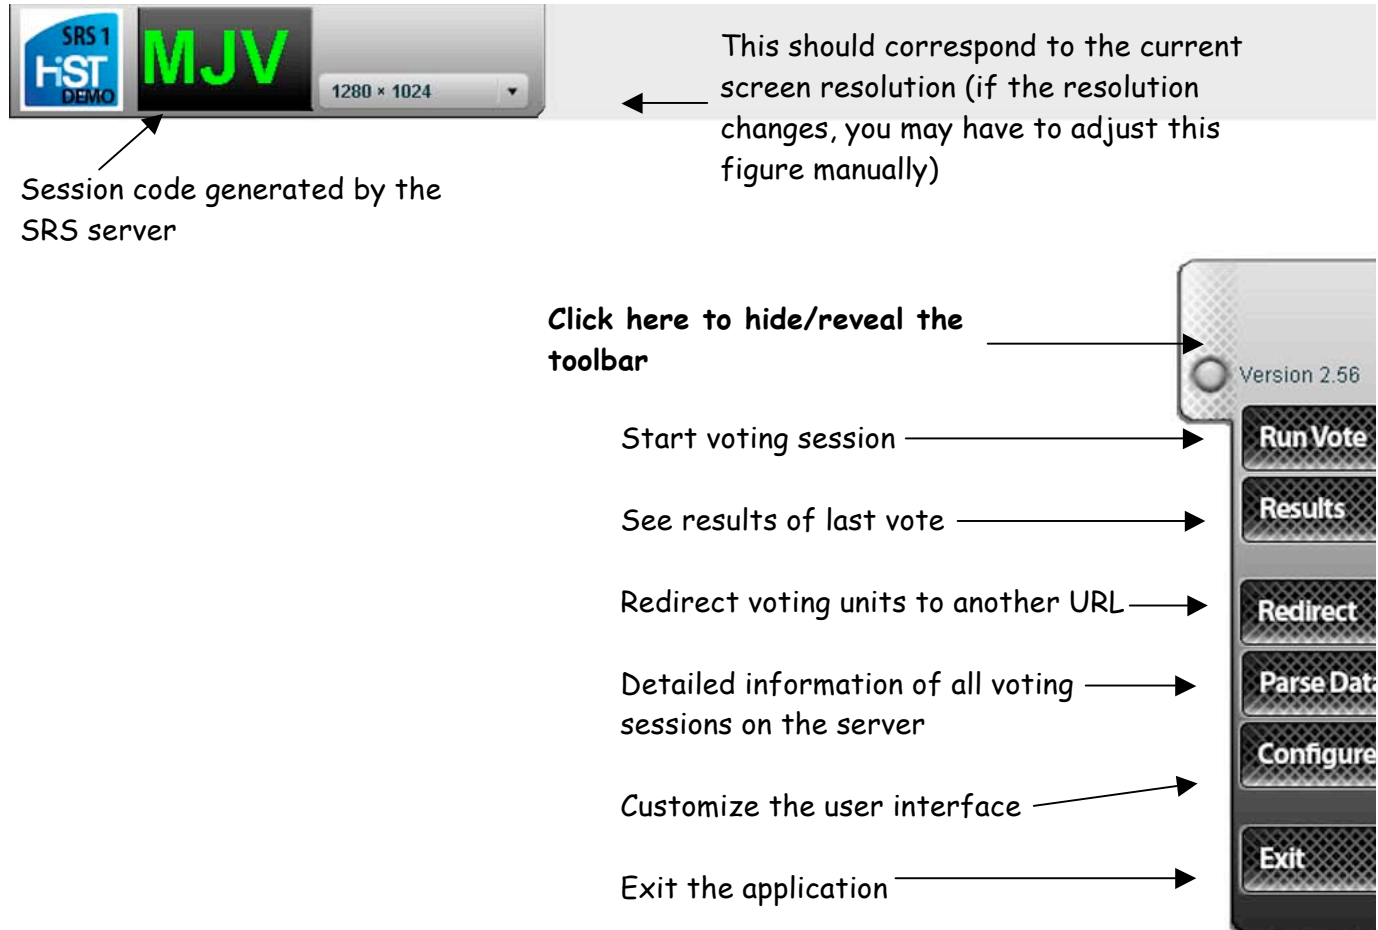 SRS 1
HiST
DEMO
MJV
1280 × 1024
This should correspond to the current
screen resolution (if the resolution
changes, you may have to adjust this
figure manually)
Session code generated by the
SRS server
Click here to hide/reveal the
toolbar
Version 2.56
Start voting session
Run Vote
See results of last vote
Results
Redirect voting units to another URL
Redirect
Detailed information of all voting
sessions on the server
Parse Data
Customize the user interface
Configure
Exit the application
Exit